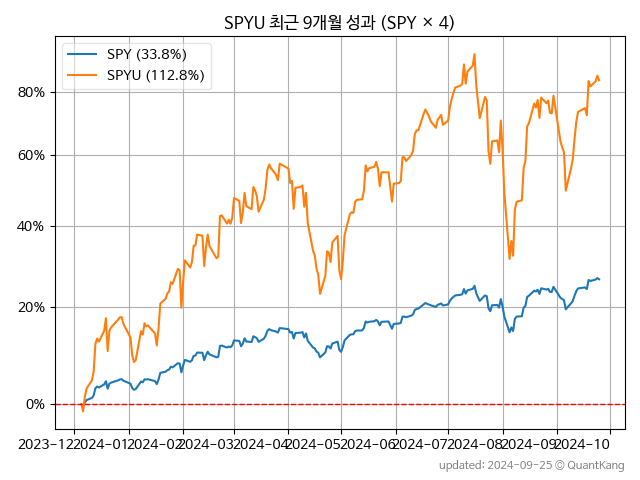 SPYU 최근 9개월 성과 (SPY × 4)
SPY (33.8%)
SPYU (112.8%)
80%
60%
40%
20%
0%
2023-12 2024-01 2024-02 2024-03 2024-04 2024-05 2024-06 2024-07 2024-08 2024-09 2024-10
updated: 2024-09-25 © QuantKang